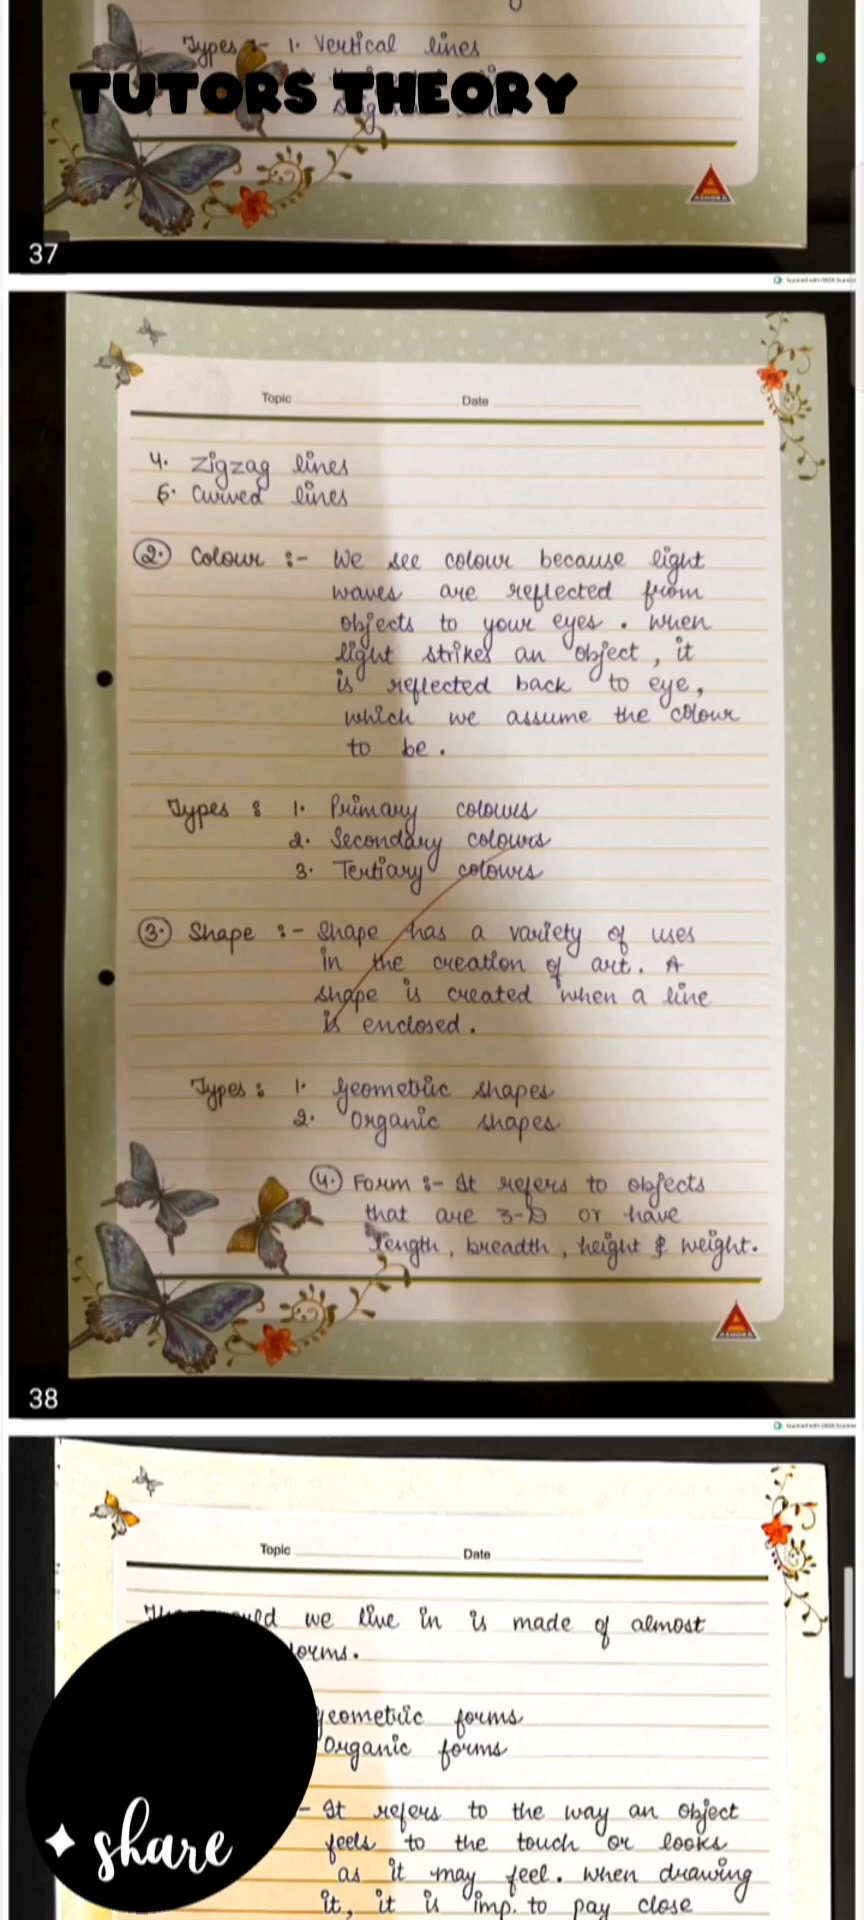 Types :- 1. Vertical lines
TUTORS THEORY
ASHOKA
37
Topic Date
4. Zigzag lines
5. Curved lines
2. Colour :- We see colour because light
waves are reflected from
objects to your eyes. When
light strikes an object, it
is reflected back to eye,
which we assume the colour
to be.
Types : 1. Primary colours
2. Secondary colours
3. Tertiary colours
3. Shape :- Shape has a variety of uses
in the creation of art. A
shape is created when a line
is enclosed.
Types : 1. Geometric shapes
2. Organic shapes
4. Form :- It refers to objects
that are 3-D or have
length, breadth, height & weight.
ASHOKA
38
Topic Date
we live in is made of almost
forms.
geometric forms
Organic forms
- It refers to the way an object
feels to the touch or looks
as it may feel. When drawing
it, it is imp. to pay close
share